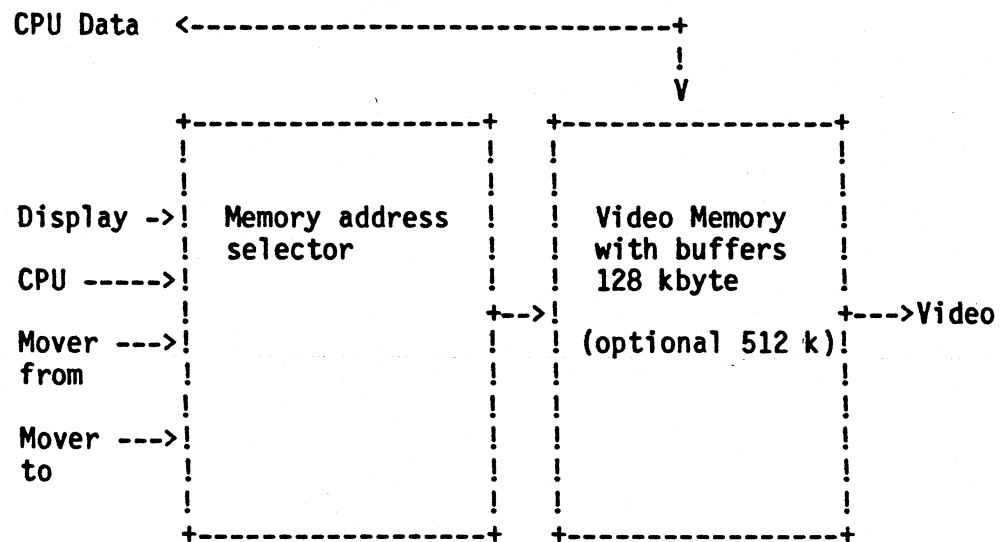 CPU Data <------------------------------+
!
V
+-------------------+ +-----------------+
! ! ! !
! ! ! !
Display ->! Memory address ! ! Video Memory !
! selector ! ! with buffers !
CPU ----->! ! ! 128 kbyte !
! +-->! +--->Video
Mover --->! ! ! (optional 512 k)!
from ! ! ! !
! ! ! !
Mover --->! ! ! !
to ! ! ! !
! ! ! !
+-------------------+ +------------------+